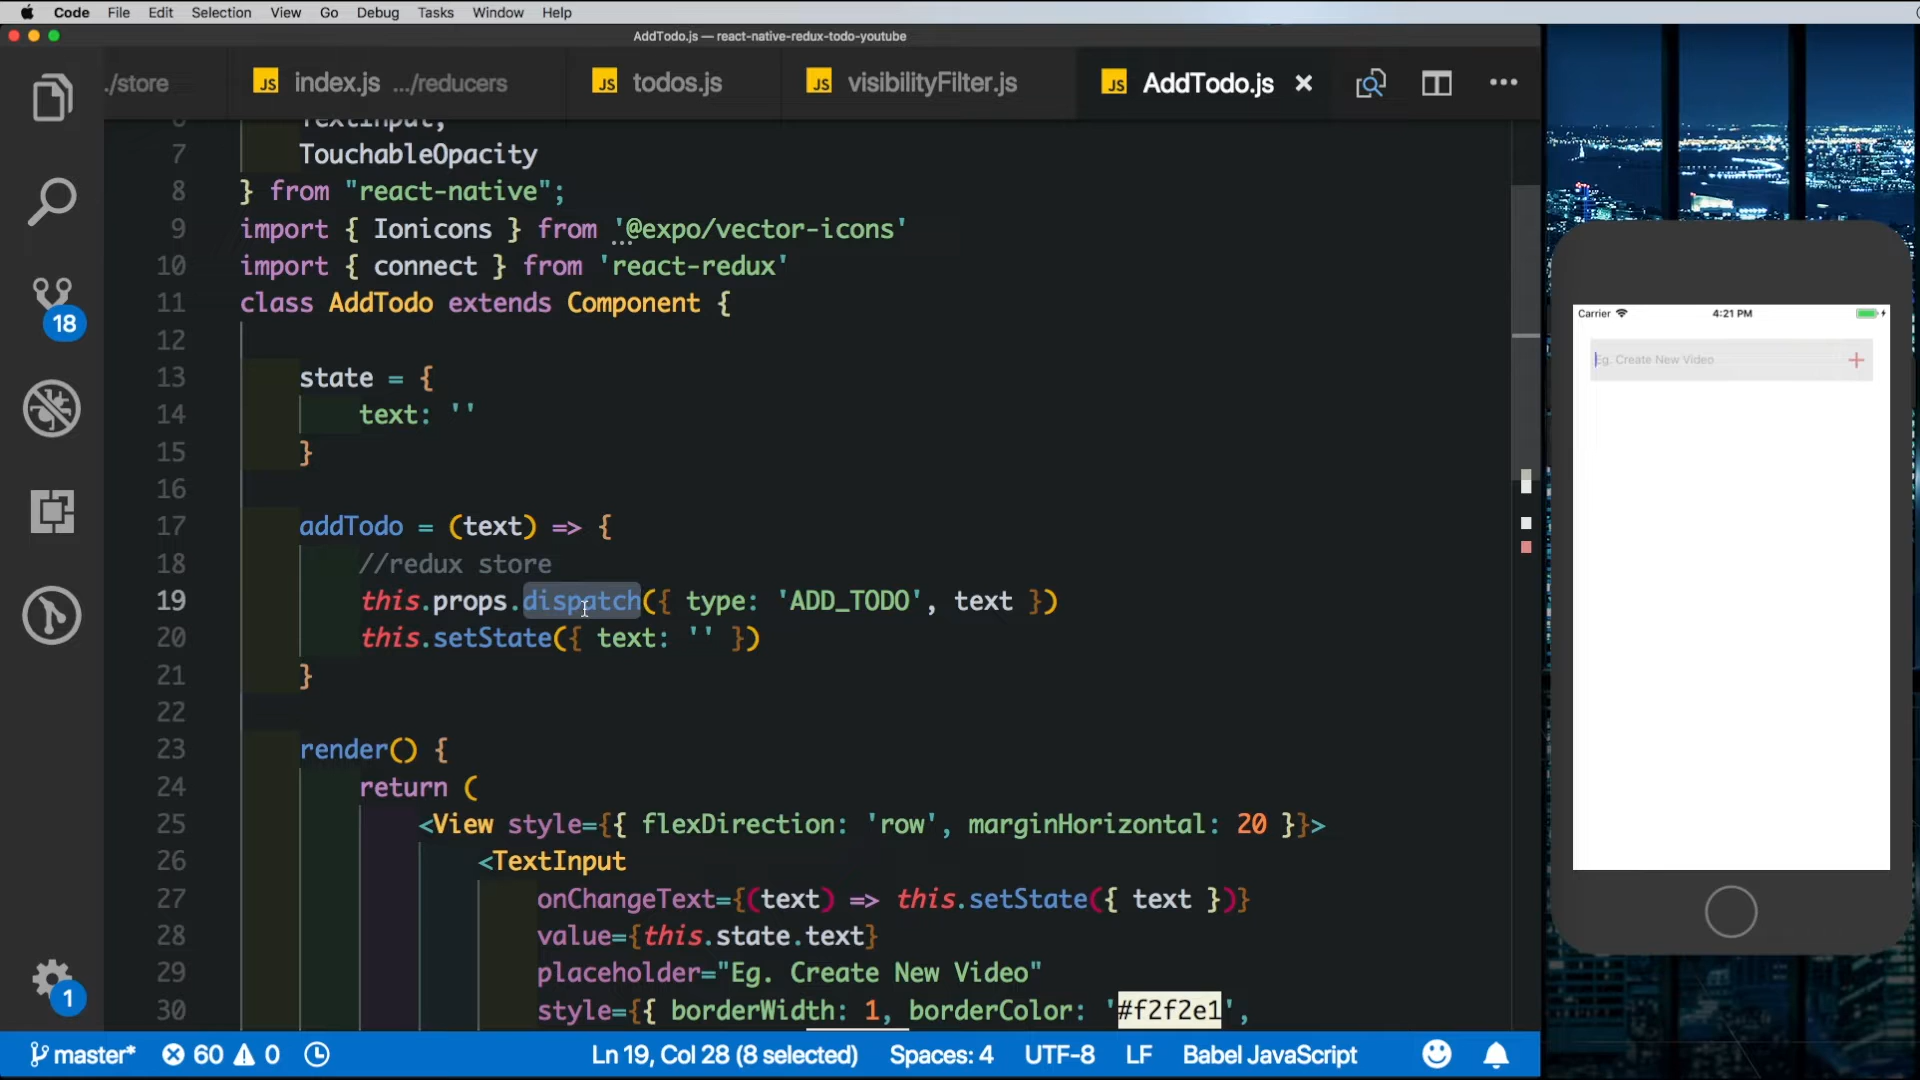 Code File Edit Selection View Go Debug Tasks Window Help
AddTodo.js — react-native-redux-todo-youtube
./store JS index.js .../reducers JS todos.js JS visibilityFilter.js JS AddTodo.js
6 TextInput,
7 TouchableOpacity
8 } from "react-native";
9 import { Ionicons } from '@expo/vector-icons'
10 import { connect } from 'react-redux'
11 class AddTodo extends Component {
12
13 state = {
14 text: ''
15 }
16
17 addTodo = (text) => {
18 //redux store
19 this.props.dispatch({ type: 'ADD_TODO', text })
20 this.setState({ text: '' })
21 }
22
23 render() {
24 return (
25 <View style={{ flexDirection: 'row', marginHorizontal: 20 }}>
26 <TextInput
27 onChangeText={(text) => this.setState({ text })}
28 value={this.state.text}
29 placeholder="Eg. Create New Video"
30 style={{ borderWidth: 1, borderColor: '#f2f2e1',
18
1
master* 60 0 Ln 19, Col 28 (8 selected) Spaces: 4 UTF-8 LF Babel JavaScript
Carrier 4:21 PM
Eg. Create New Video